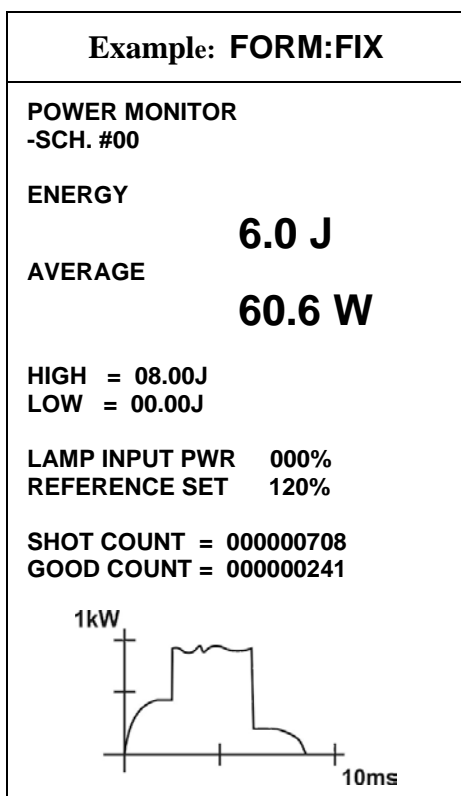 Example: FORM:FIX
POWER MONITOR
-SCH. #00
ENERGY
6.0 J
AVERAGE
60.6 W
HIGH = 08.00J
LOW = 00.00J
LAMP INPUT PWR 000%
REFERENCE SET 120%
SHOT COUNT = 000000708
GOOD COUNT = 000000241
1kW
10ms